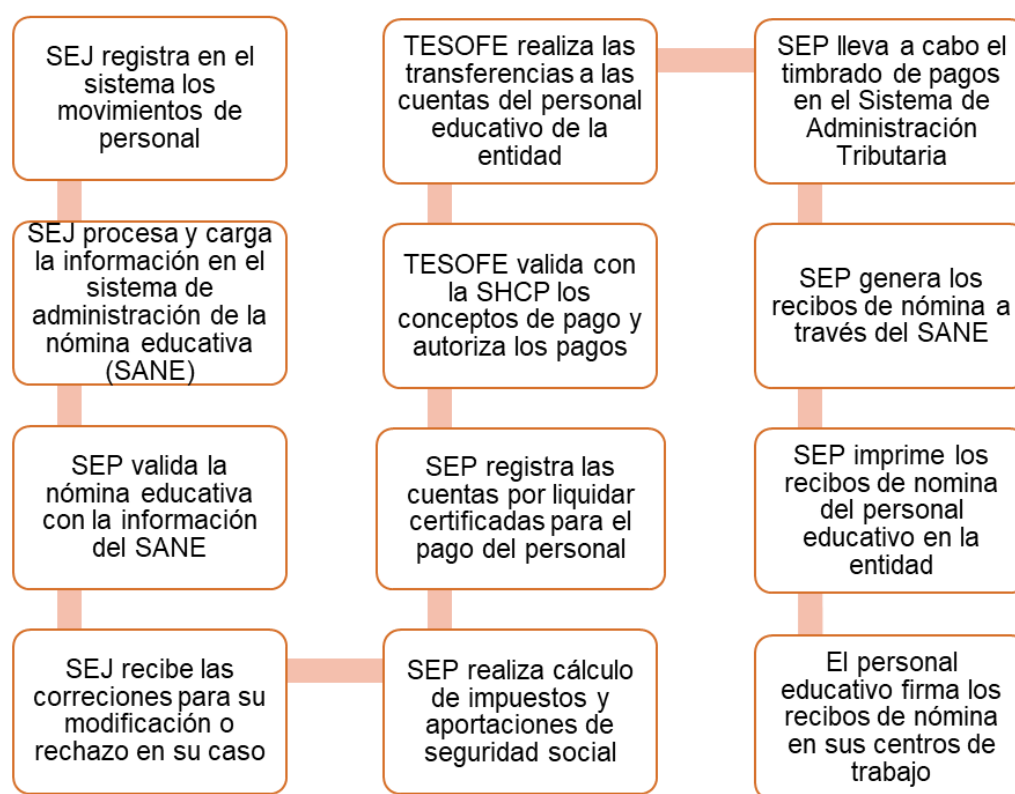 SEJ registra en el
sistema los
movimientos de
personal
SEJ procesa y carga
la información en el
sistema de
administración de la
nómina educativa
(SANE)
SEP valida la
nómina educativa
con la información
del SANE
SEJ recibe las
correciones para su
modificación o
rechazo en su caso
SEP realiza cálculo
de impuestos y
aportaciones de
seguridad social
SEP registra las
cuentas por liquidar
certificadas para el
pago del personal
TESOFE valida con
la SHCP los
conceptos de pago y
autoriza los pagos
TESOFE realiza las
transferencias a las
cuentas del personal
educativo de la
entidad
SEP lleva a cabo el
timbrado de pagos
en el Sistema de
Administración
Tributaria
SEP genera los
recibos de nómina a
través del SANE
SEP imprime los
recibos de nomina
del personal
educativo en la
entidad
El personal
educativo firma los
recibos de nómina
en sus centros de
trabajo